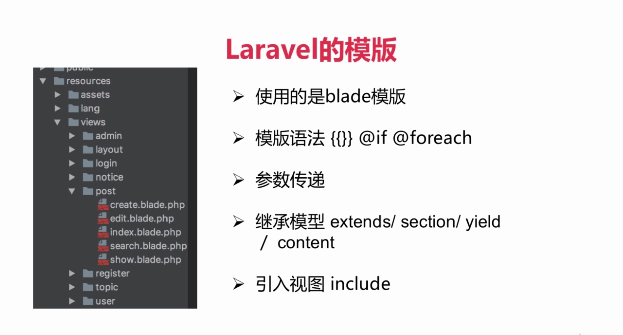 Laravel的模版
public
resources
assets
lang
views
admin
layout
login
notice
post
create.blade.php
edit.blade.php
index.blade.php
search.blade.php
show.blade.php
register
topic
user
使用的是blade模版
模版语法 {{}} @if @foreach
参数传递
继承模型 extends/ section/ yield
/ content
引入视图 include